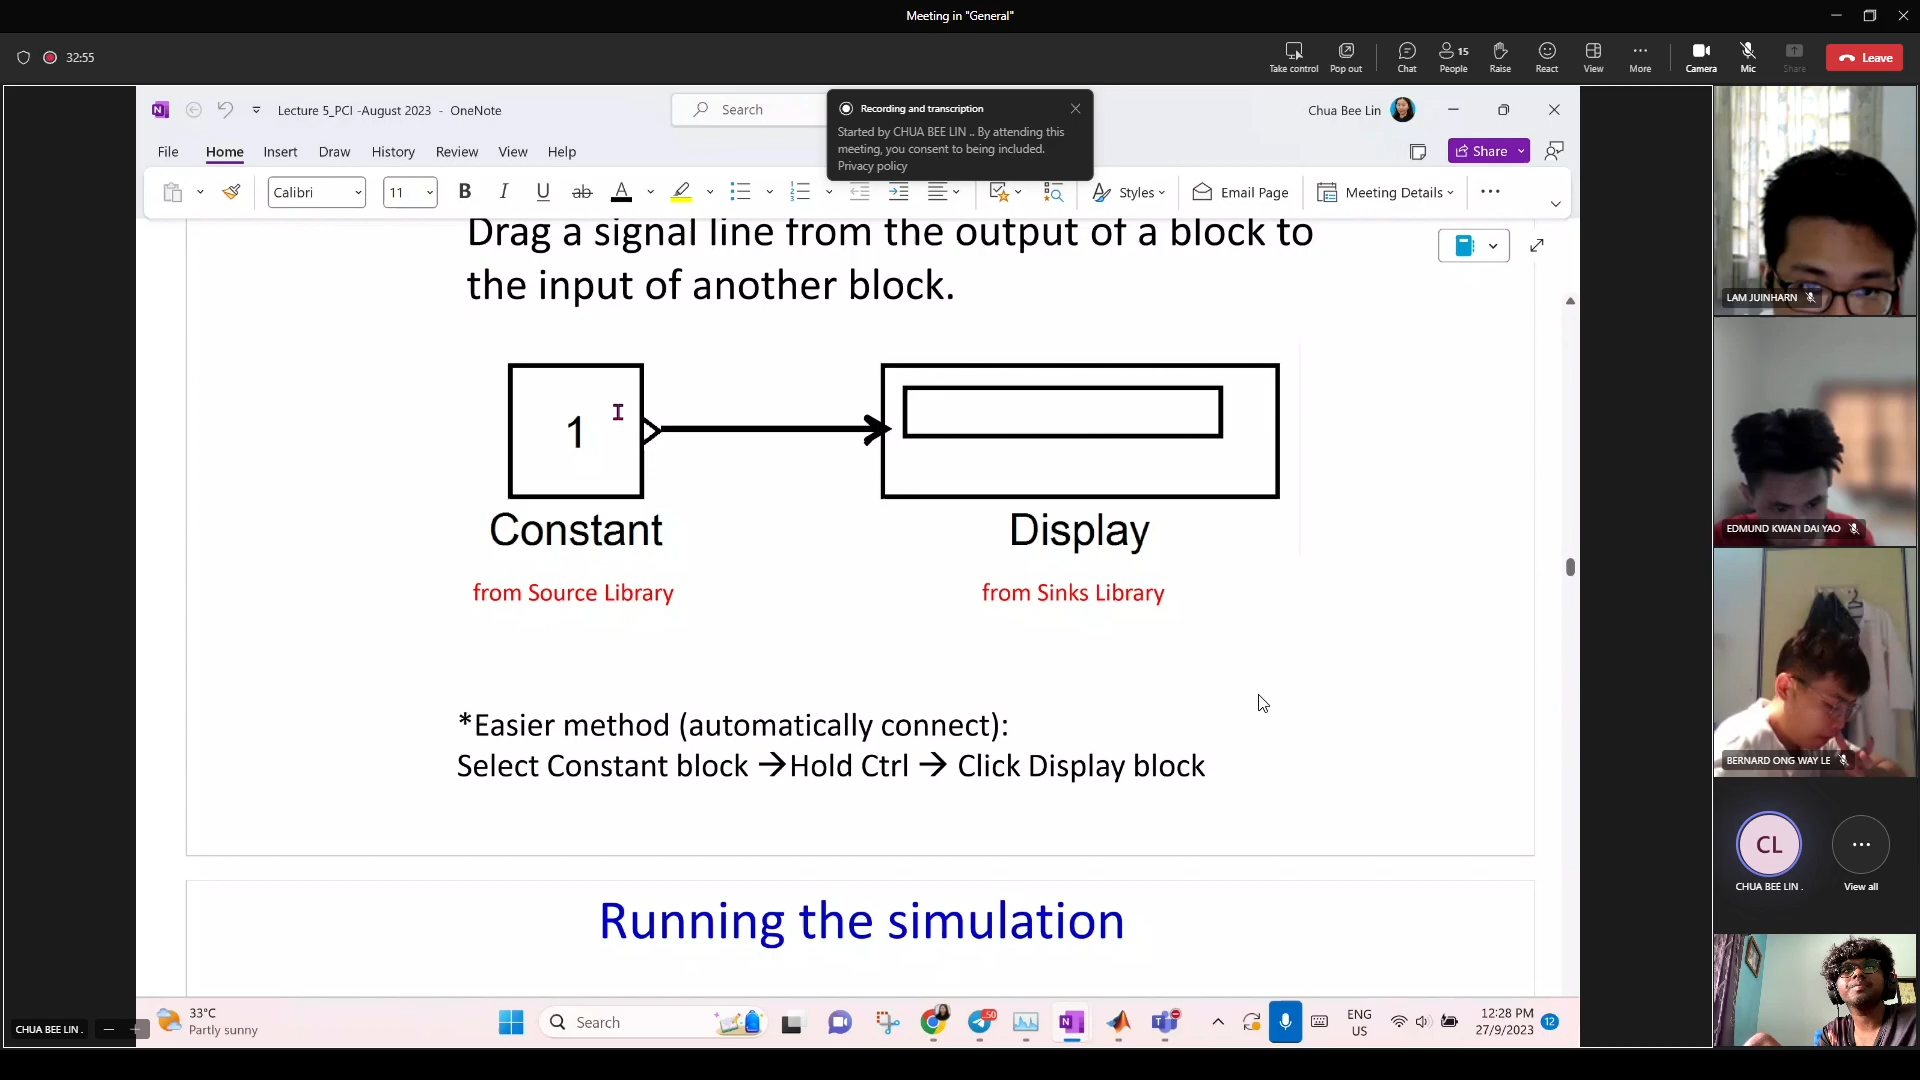 Meeting in "General"
32:55
Take control
Pop out
Chat
15
People
Raise
React
View
More
Camera
Mic
Share
Leave
Lecture 5_PCI -August 2023 - OneNote
Search
Recording and transcription
Started by CHUA BEE LIN .. By attending this
meeting, you consent to being included.
Privacy policy
Chua Bee Lin
File
Home
Insert
Draw
History
Review
View
Help
Share
Calibri
11
B
I
U
ab
A
Styles
Email Page
Meeting Details
Drag a signal line from the output of a block to
the input of another block.
1
Constant
Display
from Source Library
from Sinks Library
*Easier method (automatically connect):
Select Constant block →Hold Ctrl → Click Display block
Running the simulation
LAM JUINHARN
EDMUND KWAN DAI YAO
BERNARD ONG WAY LE
CL
CHUA BEE LIN .
View all
CHUA BEE LIN .
33°C
Partly sunny
Search
50
ENG
US
12:28 PM
27/9/2023
12